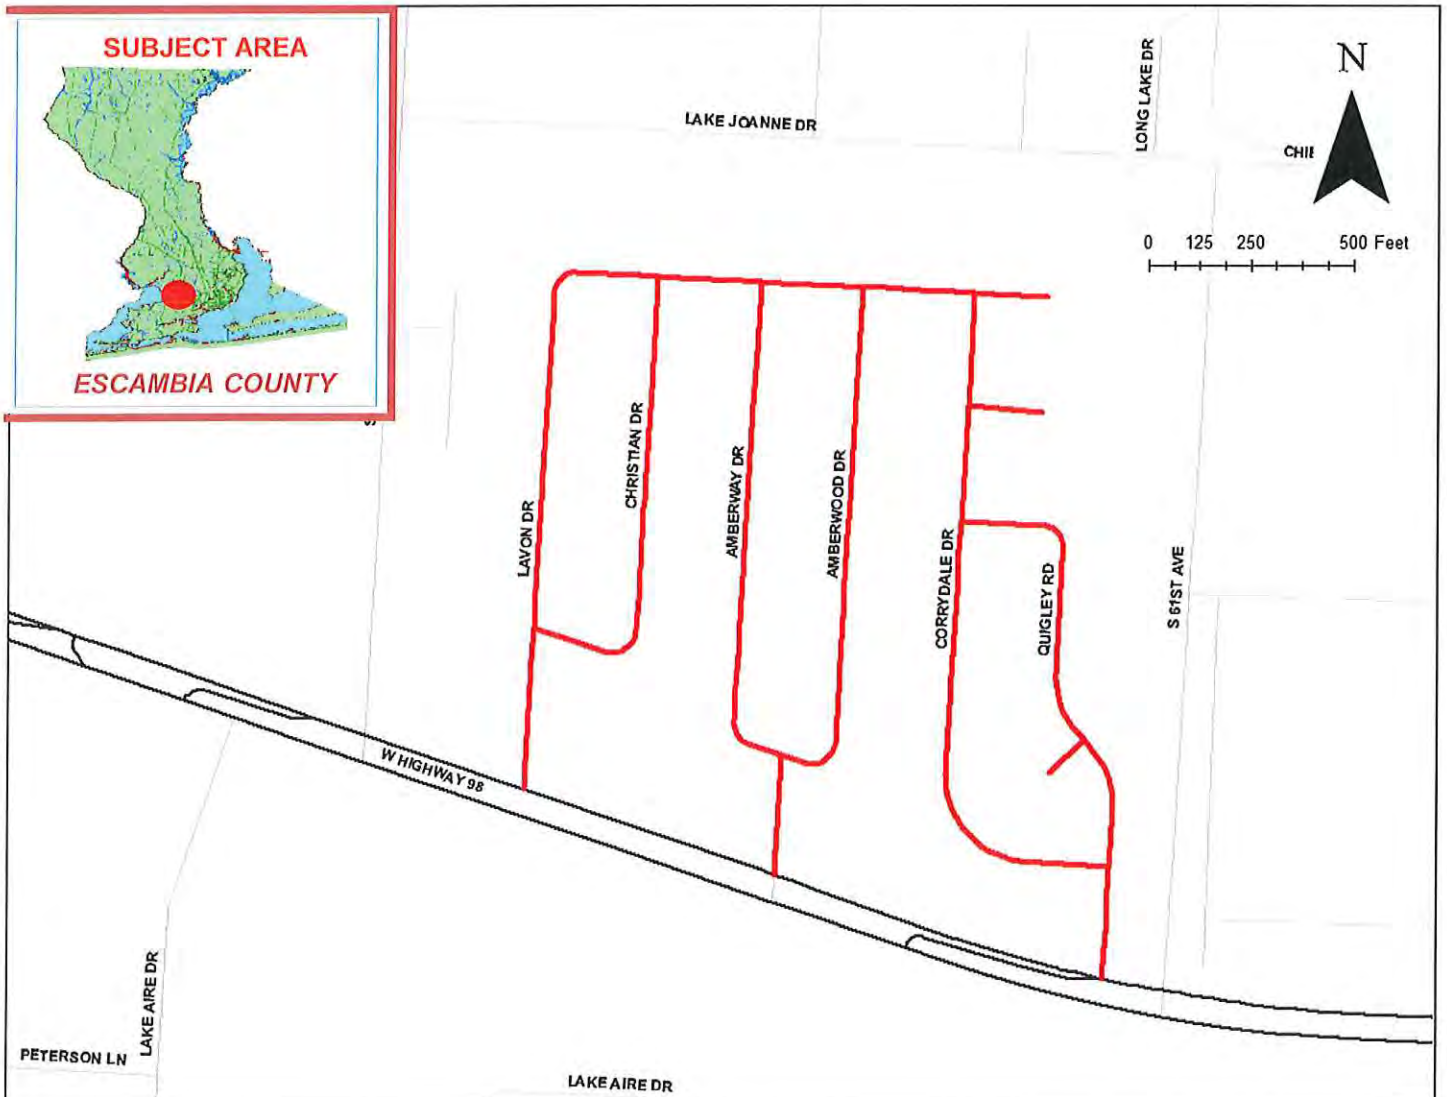 SUBJECT AREA
ESCAMBIA COUNTY
N
LAKE JOANNE DR
LONG LAKE DR
0 125 250 500 Feet
CHRISTIAN DR
LAVON DR
AMBERWAY DR
AMBERWOOD DR
CORRYDALE DR
QUIGLEY RD
S 61ST AVE
W HIGHWAY 98
LAKE AIRE DR
PETERSON LN
LAKE AIRE DR